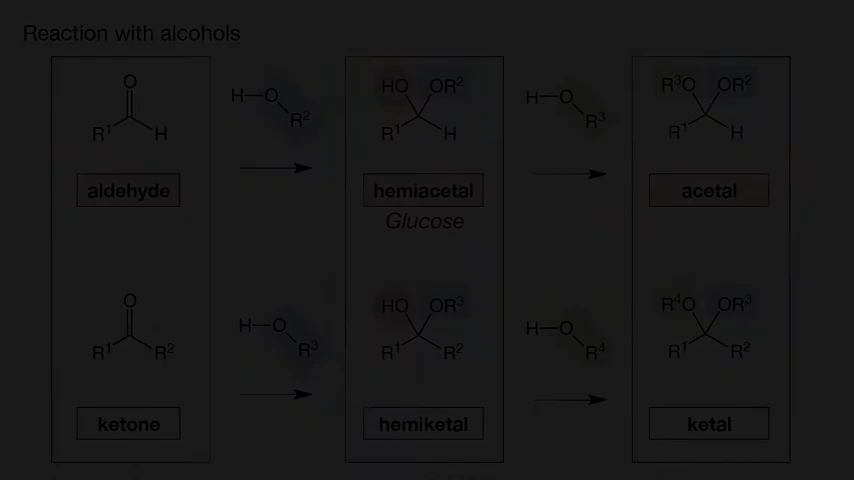 Reaction with alcohols
O
R¹ H
aldehyde
H O
R²
HO OR²
R¹ H
hemiacetal
Glucose
H O
R³
R³O OR²
R¹ H
acetal
O
R¹ R²
ketone
H O
R³
HO OR³
R¹ R²
hemiketal
H O
R⁴
R⁴O OR³
R¹ R²
ketal